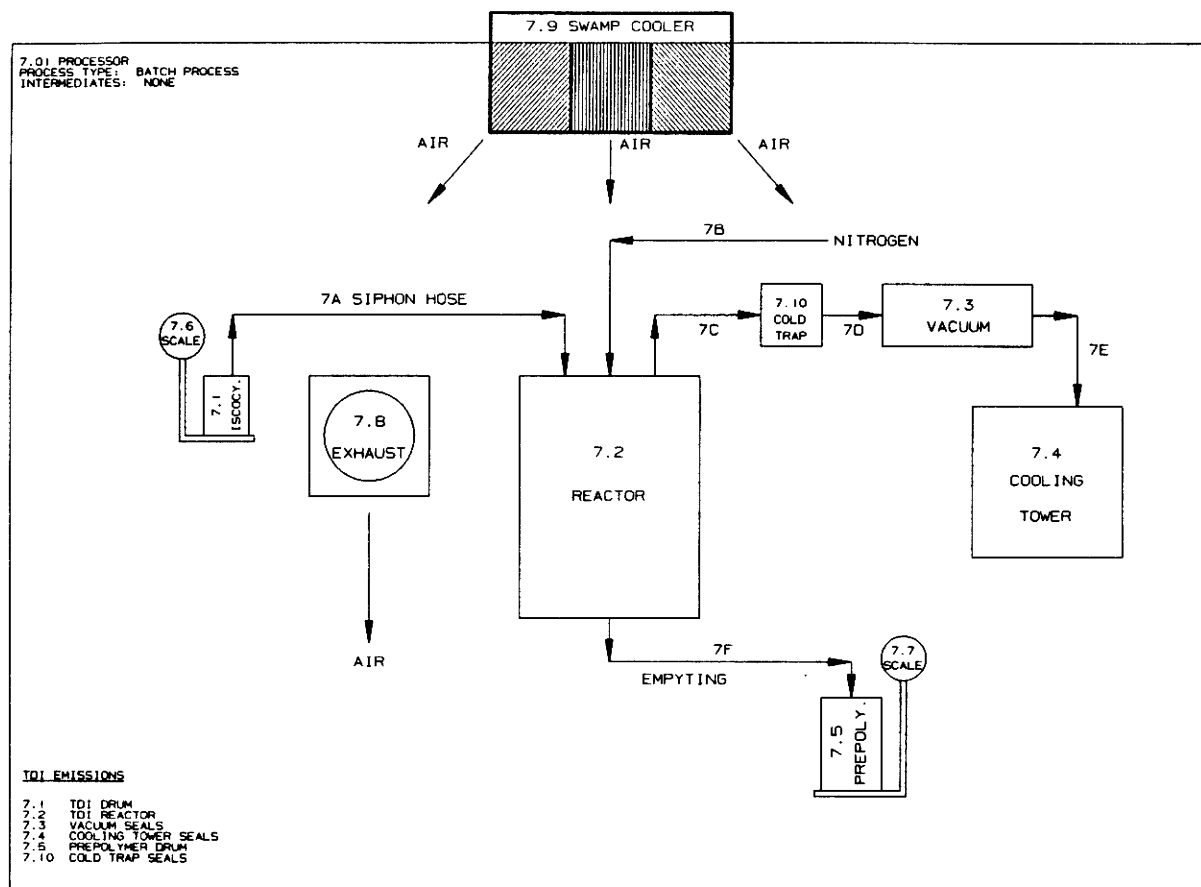 7.9 SWAMP COOLER
7.01 PROCESSOR
PROCESS TYPE: BATCH PROCESS
INTERMEDIATES: NONE
AIR
AIR
AIR
7B
NITROGEN
7A SIPHON HOSE
7.6
SCALE
7.1
ISCOCY.
7.8
EXHAUST
AIR
7C
7.10
COLD
TRAP
7D
7.3
VACUUM
7E
7.2
REACTOR
7.4
COOLING
TOWER
7F
EMPYTING
7.7
SCALE
7.5
PREPOLY.
TDI EMISSIONS
7.1 TDI DRUM
7.2 TDI REACTOR
7.3 VACUUM SEALS
7.4 COOLING TOWER SEALS
7.5 PREPOLYMER DRUM
7.10 COLD TRAP SEALS